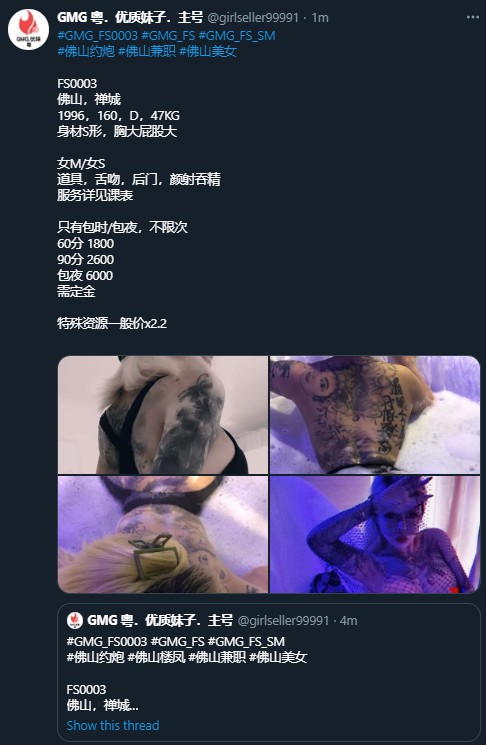 GMG 粤．优质妹子．主号 @girlseller99991 · 1m
#GMG_FS0003 #GMG_FS #GMG_FS_SM
#佛山约炮 #佛山兼职 #佛山美女
FS0003
佛山，禅城
1996，160，D，47KG
身材S形，胸大屁股大
女M/女S
道具，舌吻，后门，颜射吞精
服务详见课表
只有包时/包夜，不限次
60分 1800
90分 2600
包夜 6000
需定金
特殊资源一般价x2.2
GMG 粤．优质妹子．主号 @girlseller99991 · 4m
#GMG_FS0003 #GMG_FS #GMG_FS_SM
#佛山约炮 #佛山楼凤 #佛山兼职 #佛山美女
FS0003
佛山，禅城...
Show this thread